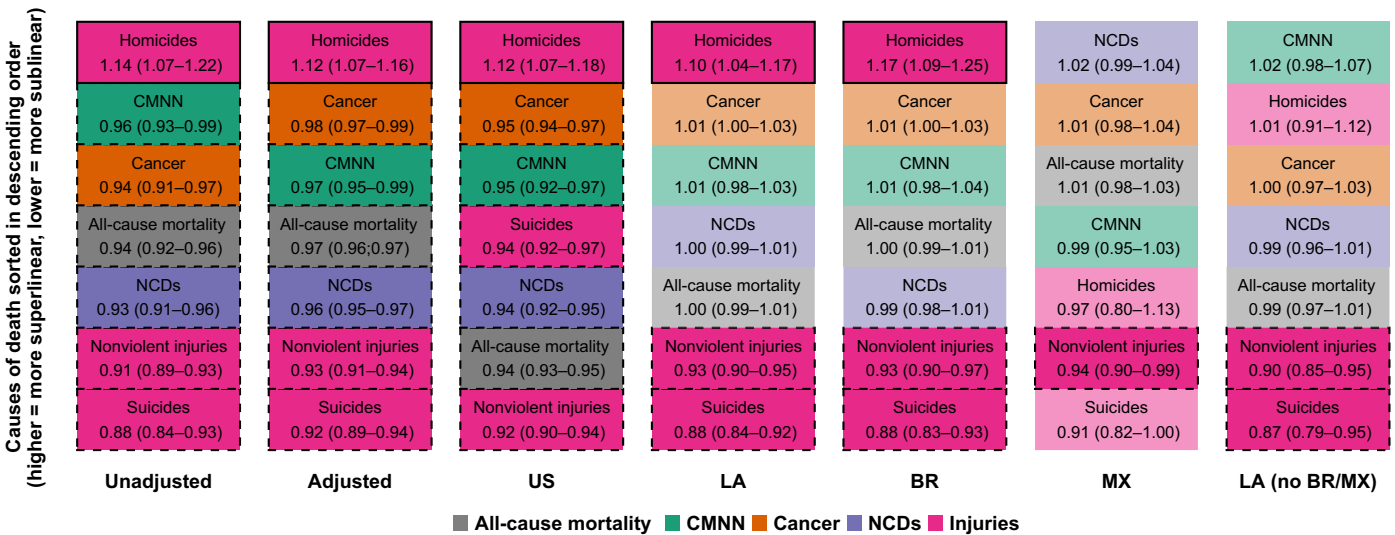 Causes of death sorted in descending order
(higher = more superlinear, lower = more sublinear)
Homicides
1.14 (1.07–1.22)
CMNN
0.96 (0.93–0.99)
Cancer
0.94 (0.91–0.97)
All-cause mortality
0.94 (0.92–0.96)
NCDs
0.93 (0.91–0.96)
Nonviolent injuries
0.91 (0.89–0.93)
Suicides
0.88 (0.84–0.93)
Unadjusted
Homicides
1.12 (1.07–1.16)
Cancer
0.98 (0.97–0.99)
CMNN
0.97 (0.95–0.99)
All-cause mortality
0.97 (0.96;0.97)
NCDs
0.96 (0.95–0.97)
Nonviolent injuries
0.93 (0.91–0.94)
Suicides
0.92 (0.89–0.94)
Adjusted
Homicides
1.12 (1.07–1.18)
Cancer
0.95 (0.94–0.97)
CMNN
0.95 (0.92–0.97)
Suicides
0.94 (0.92–0.97)
NCDs
0.94 (0.92–0.95)
All-cause mortality
0.94 (0.93–0.95)
Nonviolent injuries
0.92 (0.90–0.94)
US
Homicides
1.10 (1.04–1.17)
Cancer
1.01 (1.00–1.03)
CMNN
1.01 (0.98–1.03)
NCDs
1.00 (0.99–1.01)
All-cause mortality
1.00 (0.99–1.01)
Nonviolent injuries
0.93 (0.90–0.95)
Suicides
0.88 (0.84–0.92)
LA
Homicides
1.17 (1.09–1.25)
Cancer
1.01 (1.00–1.03)
CMNN
1.01 (0.98–1.04)
All-cause mortality
1.00 (0.99–1.01)
NCDs
0.99 (0.98–1.01)
Nonviolent injuries
0.93 (0.90–0.97)
Suicides
0.88 (0.83–0.93)
BR
NCDs
1.02 (0.99–1.04)
Cancer
1.01 (0.98–1.04)
All-cause mortality
1.01 (0.98–1.03)
CMNN
0.99 (0.95–1.03)
Homicides
0.97 (0.80–1.13)
Nonviolent injuries
0.94 (0.90–0.99)
Suicides
0.91 (0.82–1.00)
MX
CMNN
1.02 (0.98–1.07)
Homicides
1.01 (0.91–1.12)
Cancer
1.00 (0.97–1.03)
NCDs
0.99 (0.96–1.01)
All-cause mortality
0.99 (0.97–1.01)
Nonviolent injuries
0.90 (0.85–0.95)
Suicides
0.87 (0.79–0.95)
LA (no BR/MX)
All-cause mortality CMNN Cancer NCDs Injuries